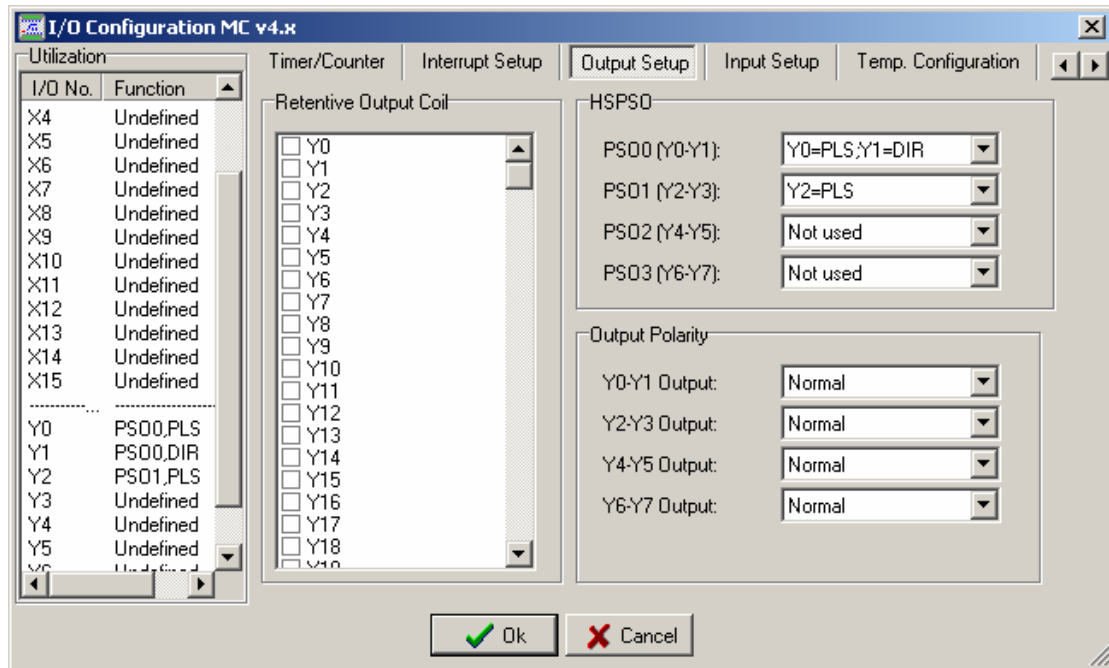 I/O Configuration MC v4.x
Utilization
I/O No. Function
X4 Undefined
X5 Undefined
X6 Undefined
X7 Undefined
X8 Undefined
X9 Undefined
X10 Undefined
X11 Undefined
X12 Undefined
X13 Undefined
X14 Undefined
X15 Undefined
----------... ------------------
Y0 PSO0,PLS
Y1 PSO0,DIR
Y2 PSO1,PLS
Y3 Undefined
Y4 Undefined
Y5 Undefined
Y6 Undefined
Timer/Counter Interrupt Setup Output Setup Input Setup Temp. Configuration
Retentive Output Coil
Y0
Y1
Y2
Y3
Y4
Y5
Y6
Y7
Y8
Y9
Y10
Y11
Y12
Y13
Y14
Y15
Y16
Y17
Y18
Y19
HSPSO
PSO0 (Y0-Y1): Y0=PLS;Y1=DIR
PSO1 (Y2-Y3): Y2=PLS
PSO2 (Y4-Y5): Not used
PSO3 (Y6-Y7): Not used
Output Polarity
Y0-Y1 Output: Normal
Y2-Y3 Output: Normal
Y4-Y5 Output: Normal
Y6-Y7 Output: Normal
Ok Cancel